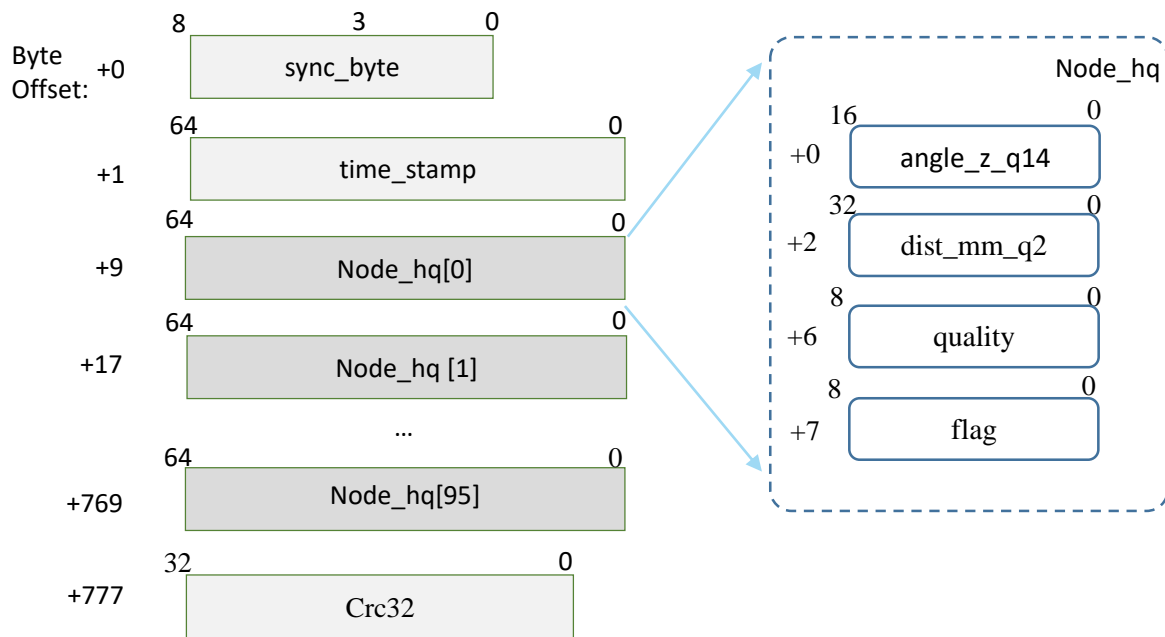 8 3 0
Byte
Offset:
+0
sync_byte
64 0
+1
time_stamp
64 0
+9
Node_hq[0]
64 0
+17
Node_hq [1]
...
64 0
+769
Node_hq[95]
32 0
+777
Crc32
Node_hq
16 0
+0
angle_z_q14
32 0
+2
dist_mm_q2
8 0
+6
quality
8 0
+7
flag